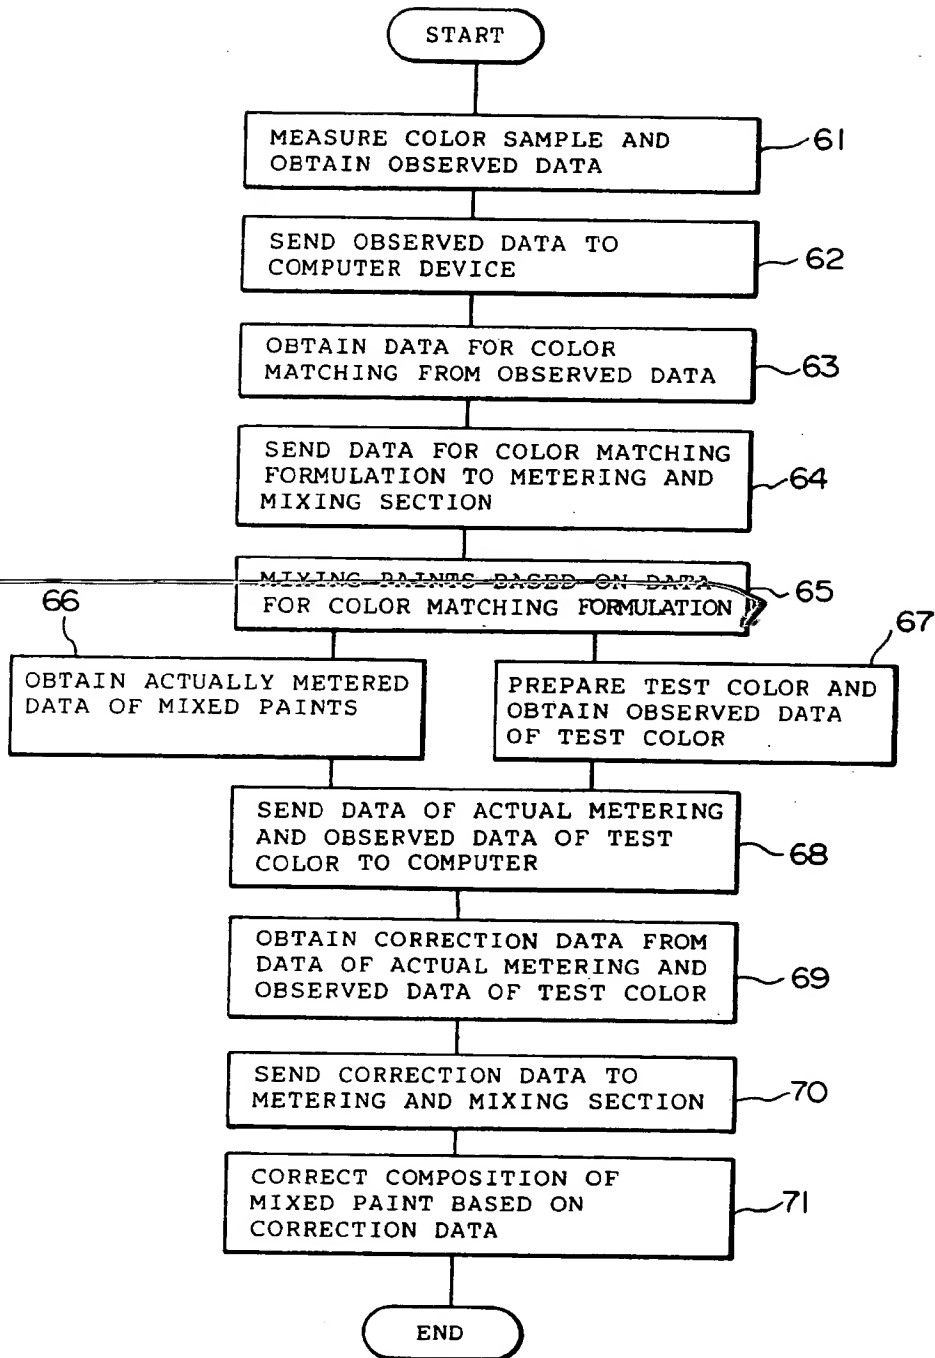 START
MEASURE COLOR SAMPLE AND
OBTAIN OBSERVED DATA
61
SEND OBSERVED DATA TO
COMPUTER DEVICE
62
OBTAIN DATA FOR COLOR
MATCHING FROM OBSERVED DATA
63
SEND DATA FOR COLOR MATCHING
FORMULATION TO METERING AND
MIXING SECTION
64
MIXING PAINTS BASED ON DATA
FOR COLOR MATCHING FORMULATION
65
66
OBTAIN ACTUALLY METERED
DATA OF MIXED PAINTS
67
PREPARE TEST COLOR AND
OBTAIN OBSERVED DATA
OF TEST COLOR
SEND DATA OF ACTUAL METERING
AND OBSERVED DATA OF TEST
COLOR TO COMPUTER
68
OBTAIN CORRECTION DATA FROM
DATA OF ACTUAL METERING AND
OBSERVED DATA OF TEST COLOR
69
SEND CORRECTION DATA TO
METERING AND MIXING SECTION
70
CORRECT COMPOSITION OF
MIXED PAINT BASED ON
CORRECTION DATA
71
END